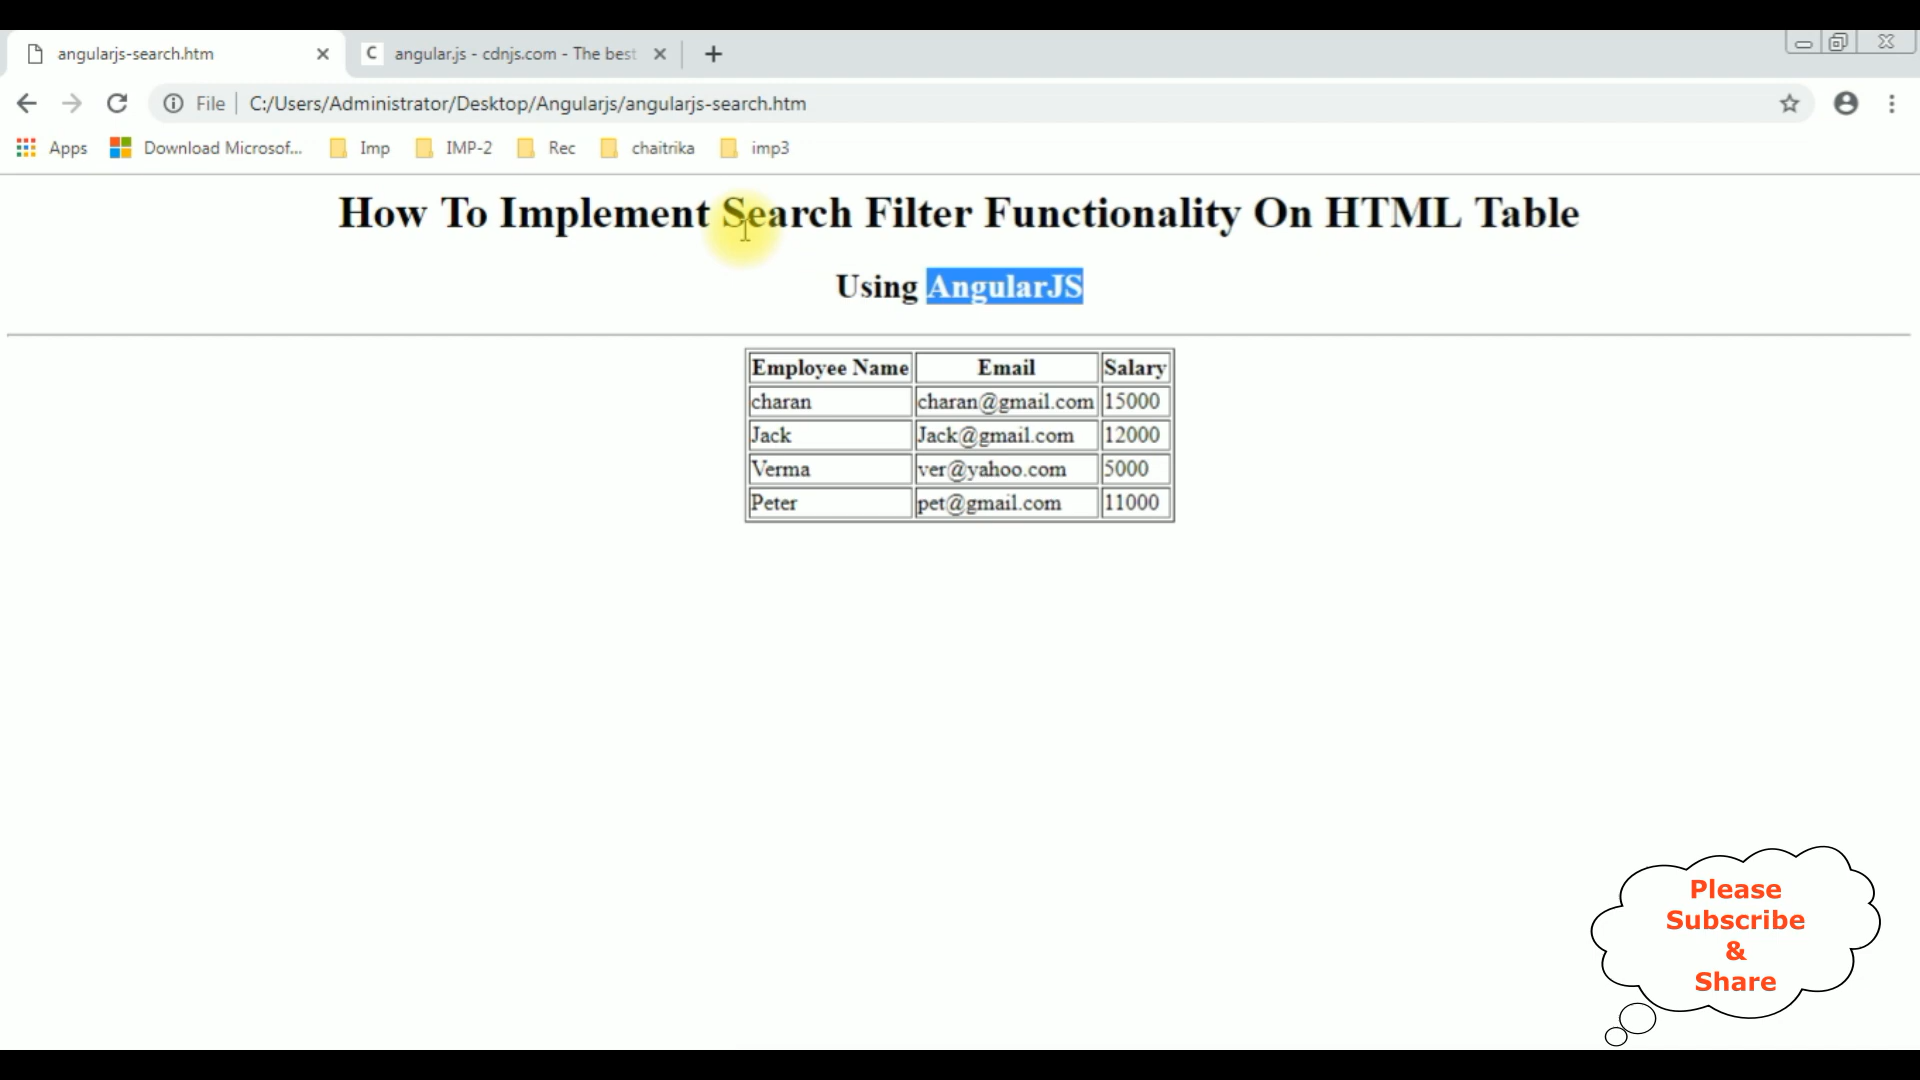 angularjs-search.htm
angular.js - cdnjs.com - The best
File
C:/Users/Administrator/Desktop/Angularjs/angularjs-search.htm
Apps Download Microsof... Imp IMP-2 Rec chaitrika imp3
How To Implement Search Filter Functionality On HTML Table
Using AngularJS
Employee Name Email Salary
charan charan@gmail.com 15000
Jack Jack@gmail.com 12000
Verma ver@yahoo.com 5000
Peter pet@gmail.com 11000
Please
Subscribe
&
Share